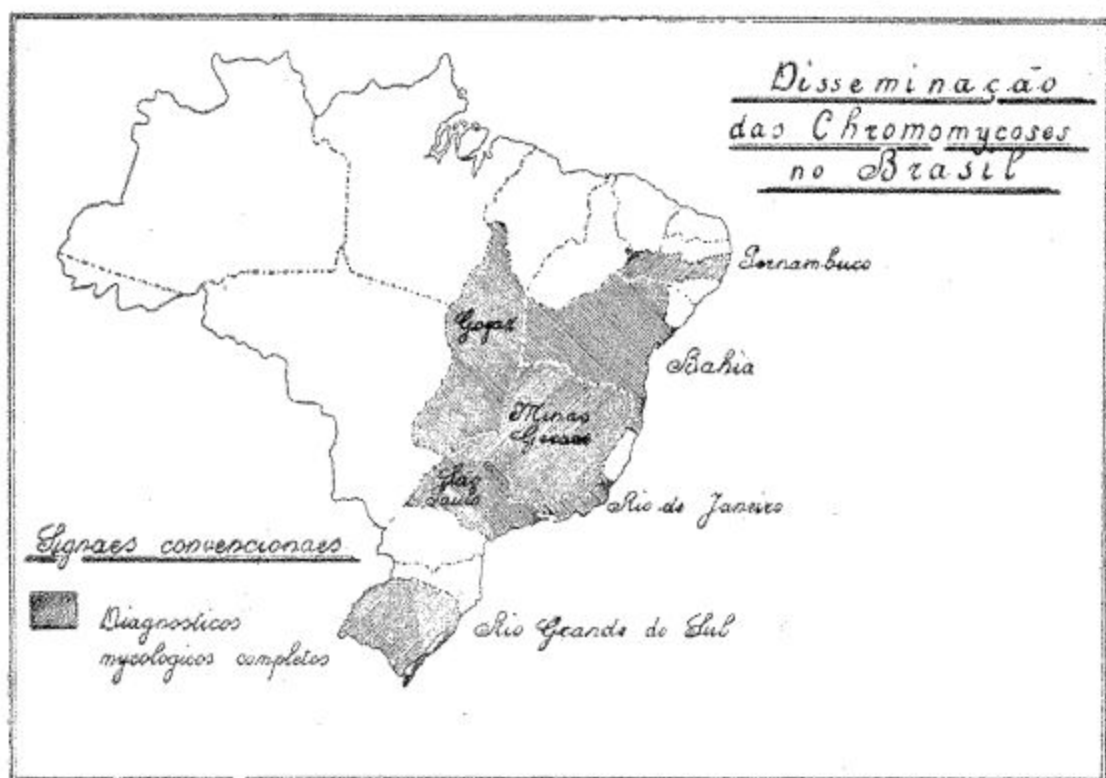 Disseminação
das Chromomycoses
no Brasil
Pernambuco
Goyaz
Bahia
Minas
Geraes
São
Paulo
Rio de Janeiro
Signaes convencionaes
Rio Grande do Sul
Diagnosticos
mycologicos completos